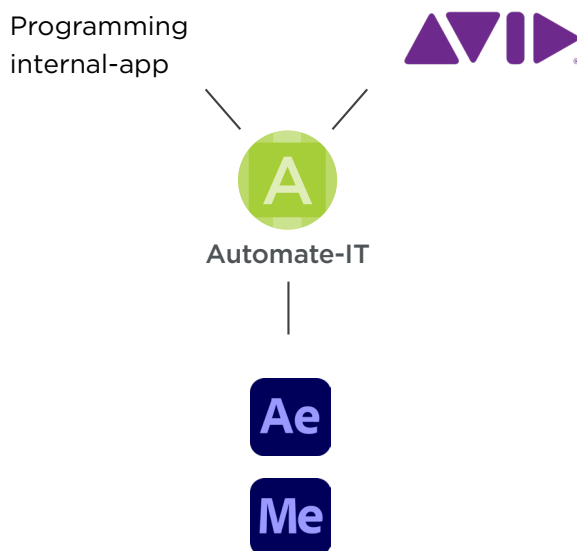 Programming
internal-app
AVID
A
Automate-IT
Ae
Me